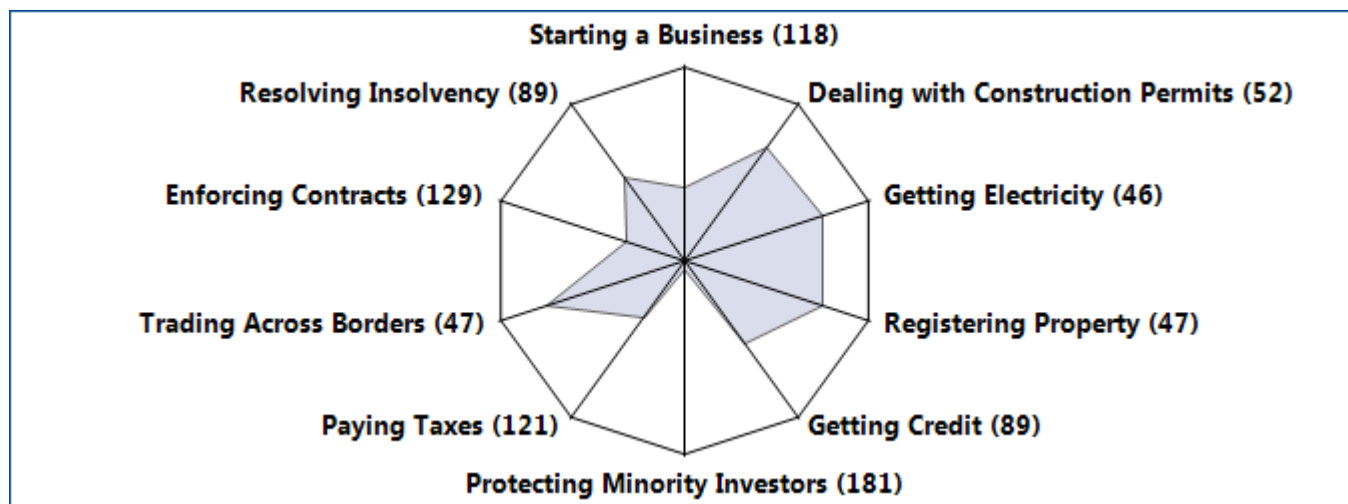 Starting a Business (118)
Resolving Insolvency (89)
Dealing with Construction Permits (52)
Enforcing Contracts (129)
Getting Electricity (46)
Trading Across Borders (47)
Registering Property (47)
Paying Taxes (121)
Getting Credit (89)
Protecting Minority Investors (181)